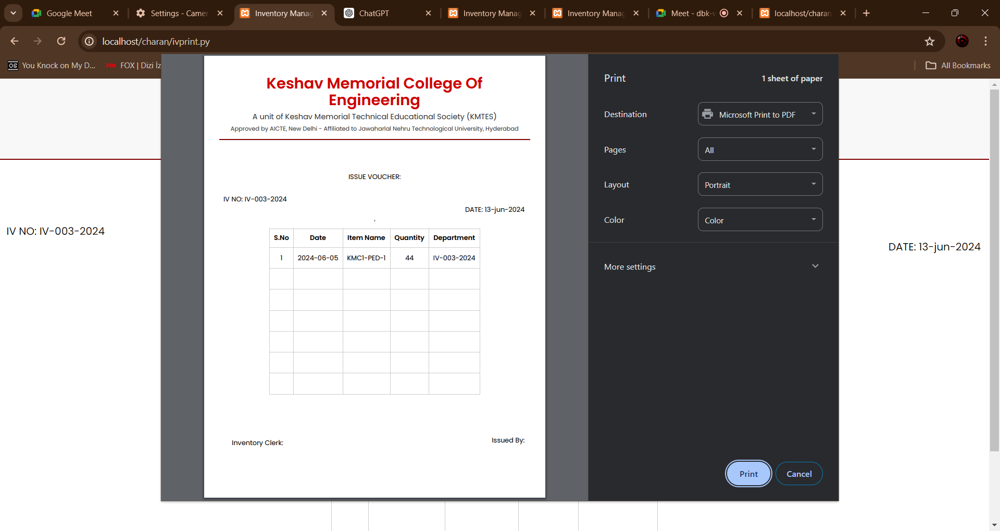 Google Meet
Settings - Camer
Inventory Manag
ChatGPT
Inventory Manag
Inventory Manag
Meet - dbk-
localhost/charan
localhost/charan/ivprint.py
You Knock on My D...
FOX
FOX | Dizi İz
All Bookmarks
Keshav Memorial College Of
Engineering
A unit of Keshav Memorial Technical Educational Society (KMTES)
Approved by AICTE, New Delhi - Affiliated to Jawaharlal Nehru Technological University, Hyderabad
ISSUE VOUCHER:
IV NO: IV-003-2024
DATE: 13-jun-2024
S.No Date Item Name Quantity Department
1 2024-06-05 KMC1-PED-1 44 IV-003-2024
Inventory Clerk:
Issued By:
Print
1 sheet of paper
Destination
Microsoft Print to PDF
Pages
All
Layout
Portrait
Color
Color
More settings
Print
Cancel
IV NO: IV-003-2024
DATE: 13-jun-2024